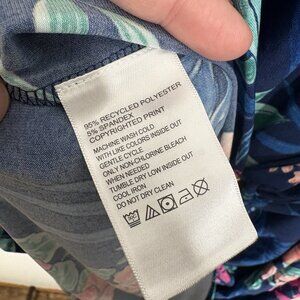 95% RECYCLED POLYESTER
5% SPANDEX
COPYRIGHTED PRINT
MACHINE WASH COLD
WITH LIKE COLORS INSIDE OUT
GENTLE CYCLE
ONLY NON-CHLORINE BLEACH
WHEN NEEDED
TUMBLE DRY LOW INSIDE OUT
COOL IRON
DO NOT DRY CLEAN